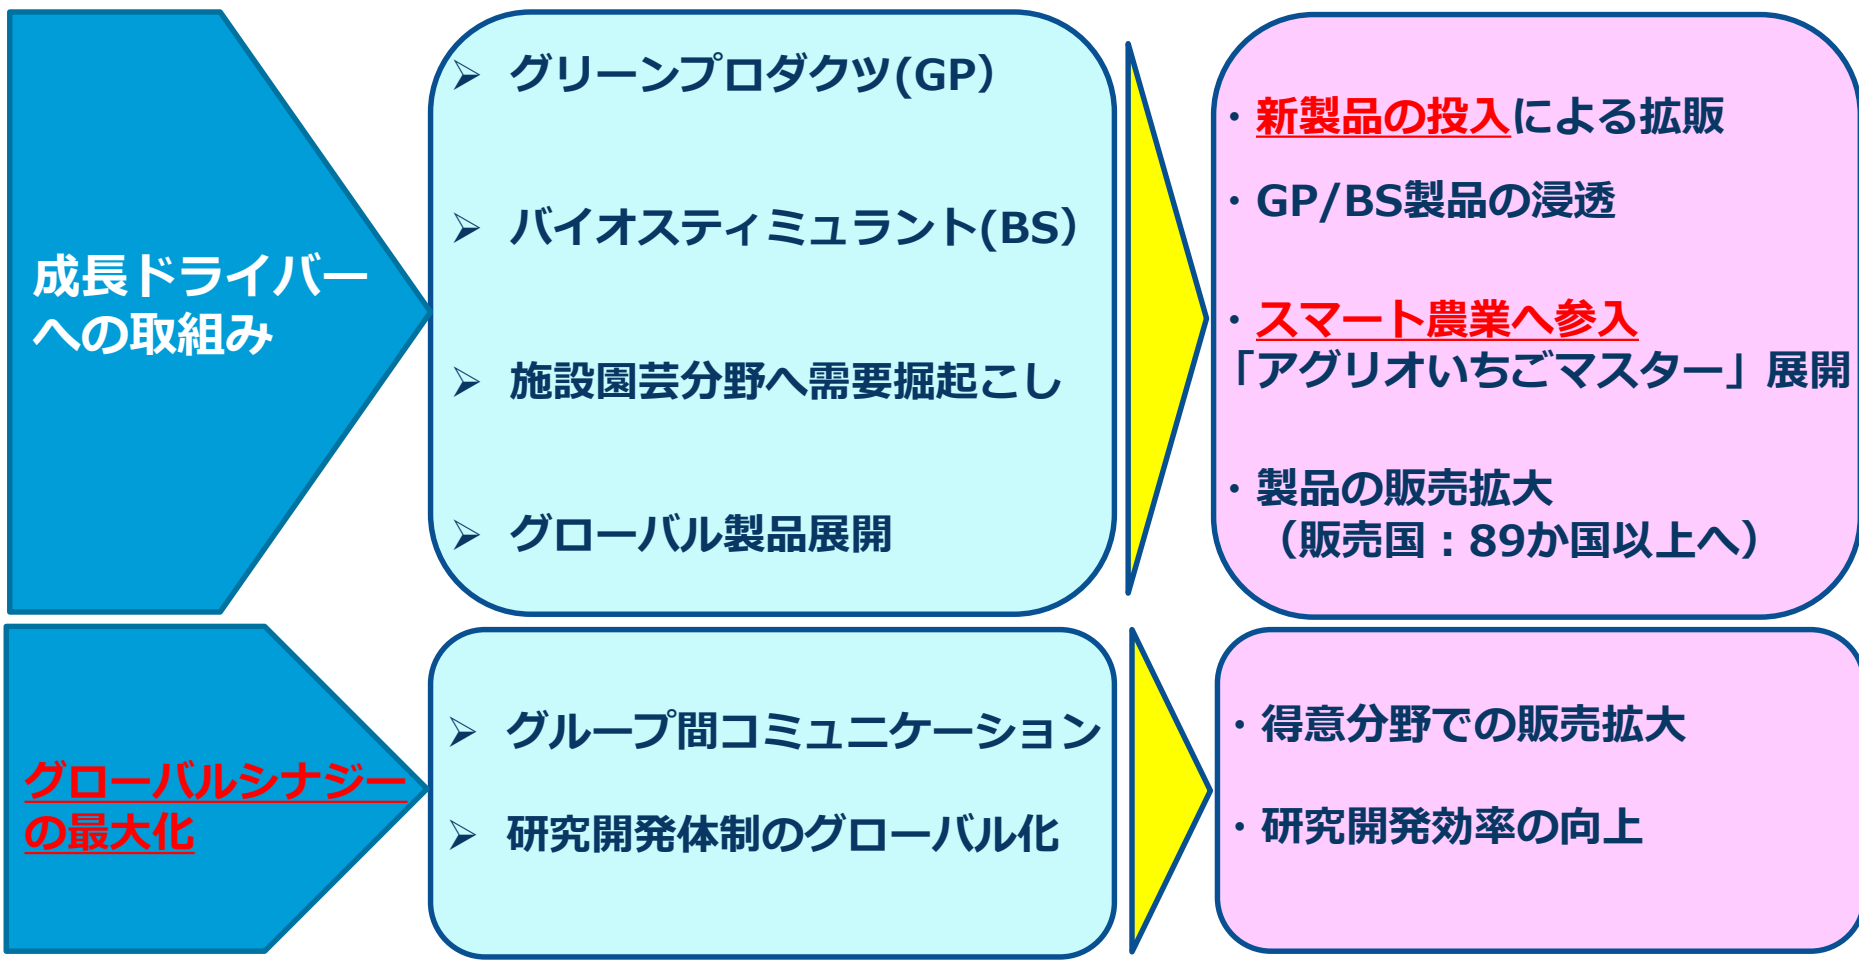 成長ドライバー
への取組み
➢ グリーンプロダクツ(GP）
➢ バイオスティミュラント(BS）
➢ 施設園芸分野へ需要掘起こし
➢ グローバル製品展開
・新製品の投入による拡販
・GP/BS製品の浸透
・スマート農業へ参入
「アグリオいちごマスター」展開
・製品の販売拡大
（販売国：89か国以上へ）
グローバルシナジー
の最大化
➢ グループ間コミュニケーション
➢ 研究開発体制のグローバル化
・得意分野での販売拡大
・研究開発効率の向上